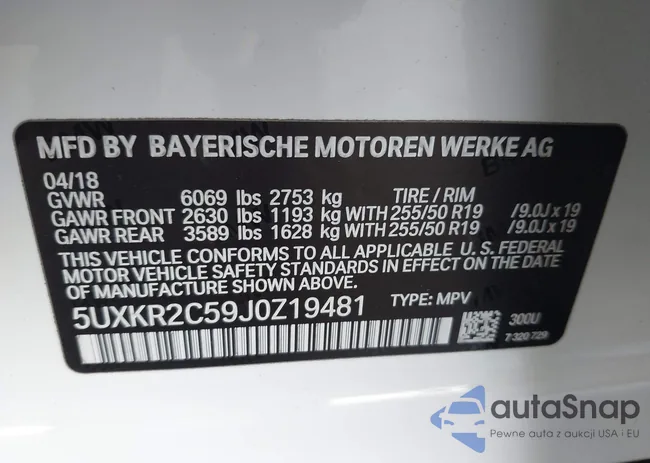 MFD BY BAYERISCHE MOTOREN WERKE AG
04/18
GVWR 6069 lbs 2753 kg TIRE / RIM
GAWR FRONT 2630 lbs 1193 kg WITH 255/50 R19 /9.0J x 19
GAWR REAR 3589 lbs 1628 kg WITH 255/50 R19 /9.0J x 19
THIS VEHICLE CONFORMS TO ALL APPLICABLE U.S. FEDERAL
MOTOR VEHICLE SAFETY STANDARDS IN EFFECT ON THE DATE
OF MANUFACTURE SHOWN ABOVE.
5UXKR2C59J0Z19481 TYPE: MPV
300U
7 320 729
autaSnap
Pewne auta z aukcji USA i EU